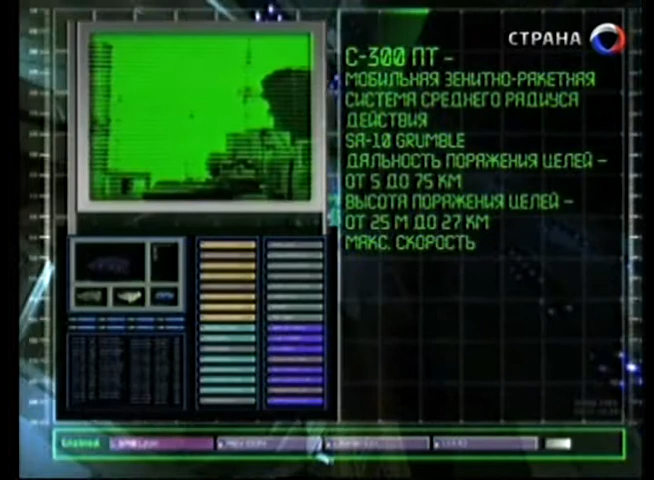 СТРАНА
С-300 ПТ –
МОБИЛЬНАЯ ЗЕНИТНО-РАКЕТНАЯ
СИСТЕМА СРЕДНЕГО РАДИУСА
ДЕЙСТВИЯ
SA-10 GRUMBLE
ДАЛЬНОСТЬ ПОРАЖЕНИЯ ЦЕЛЕЙ –
ОТ 5 ДО 75 КМ
ВЫСОТА ПОРАЖЕНИЯ ЦЕЛЕЙ –
ОТ 25 М ДО 27 КМ
МАКС. СКОРОСТЬ